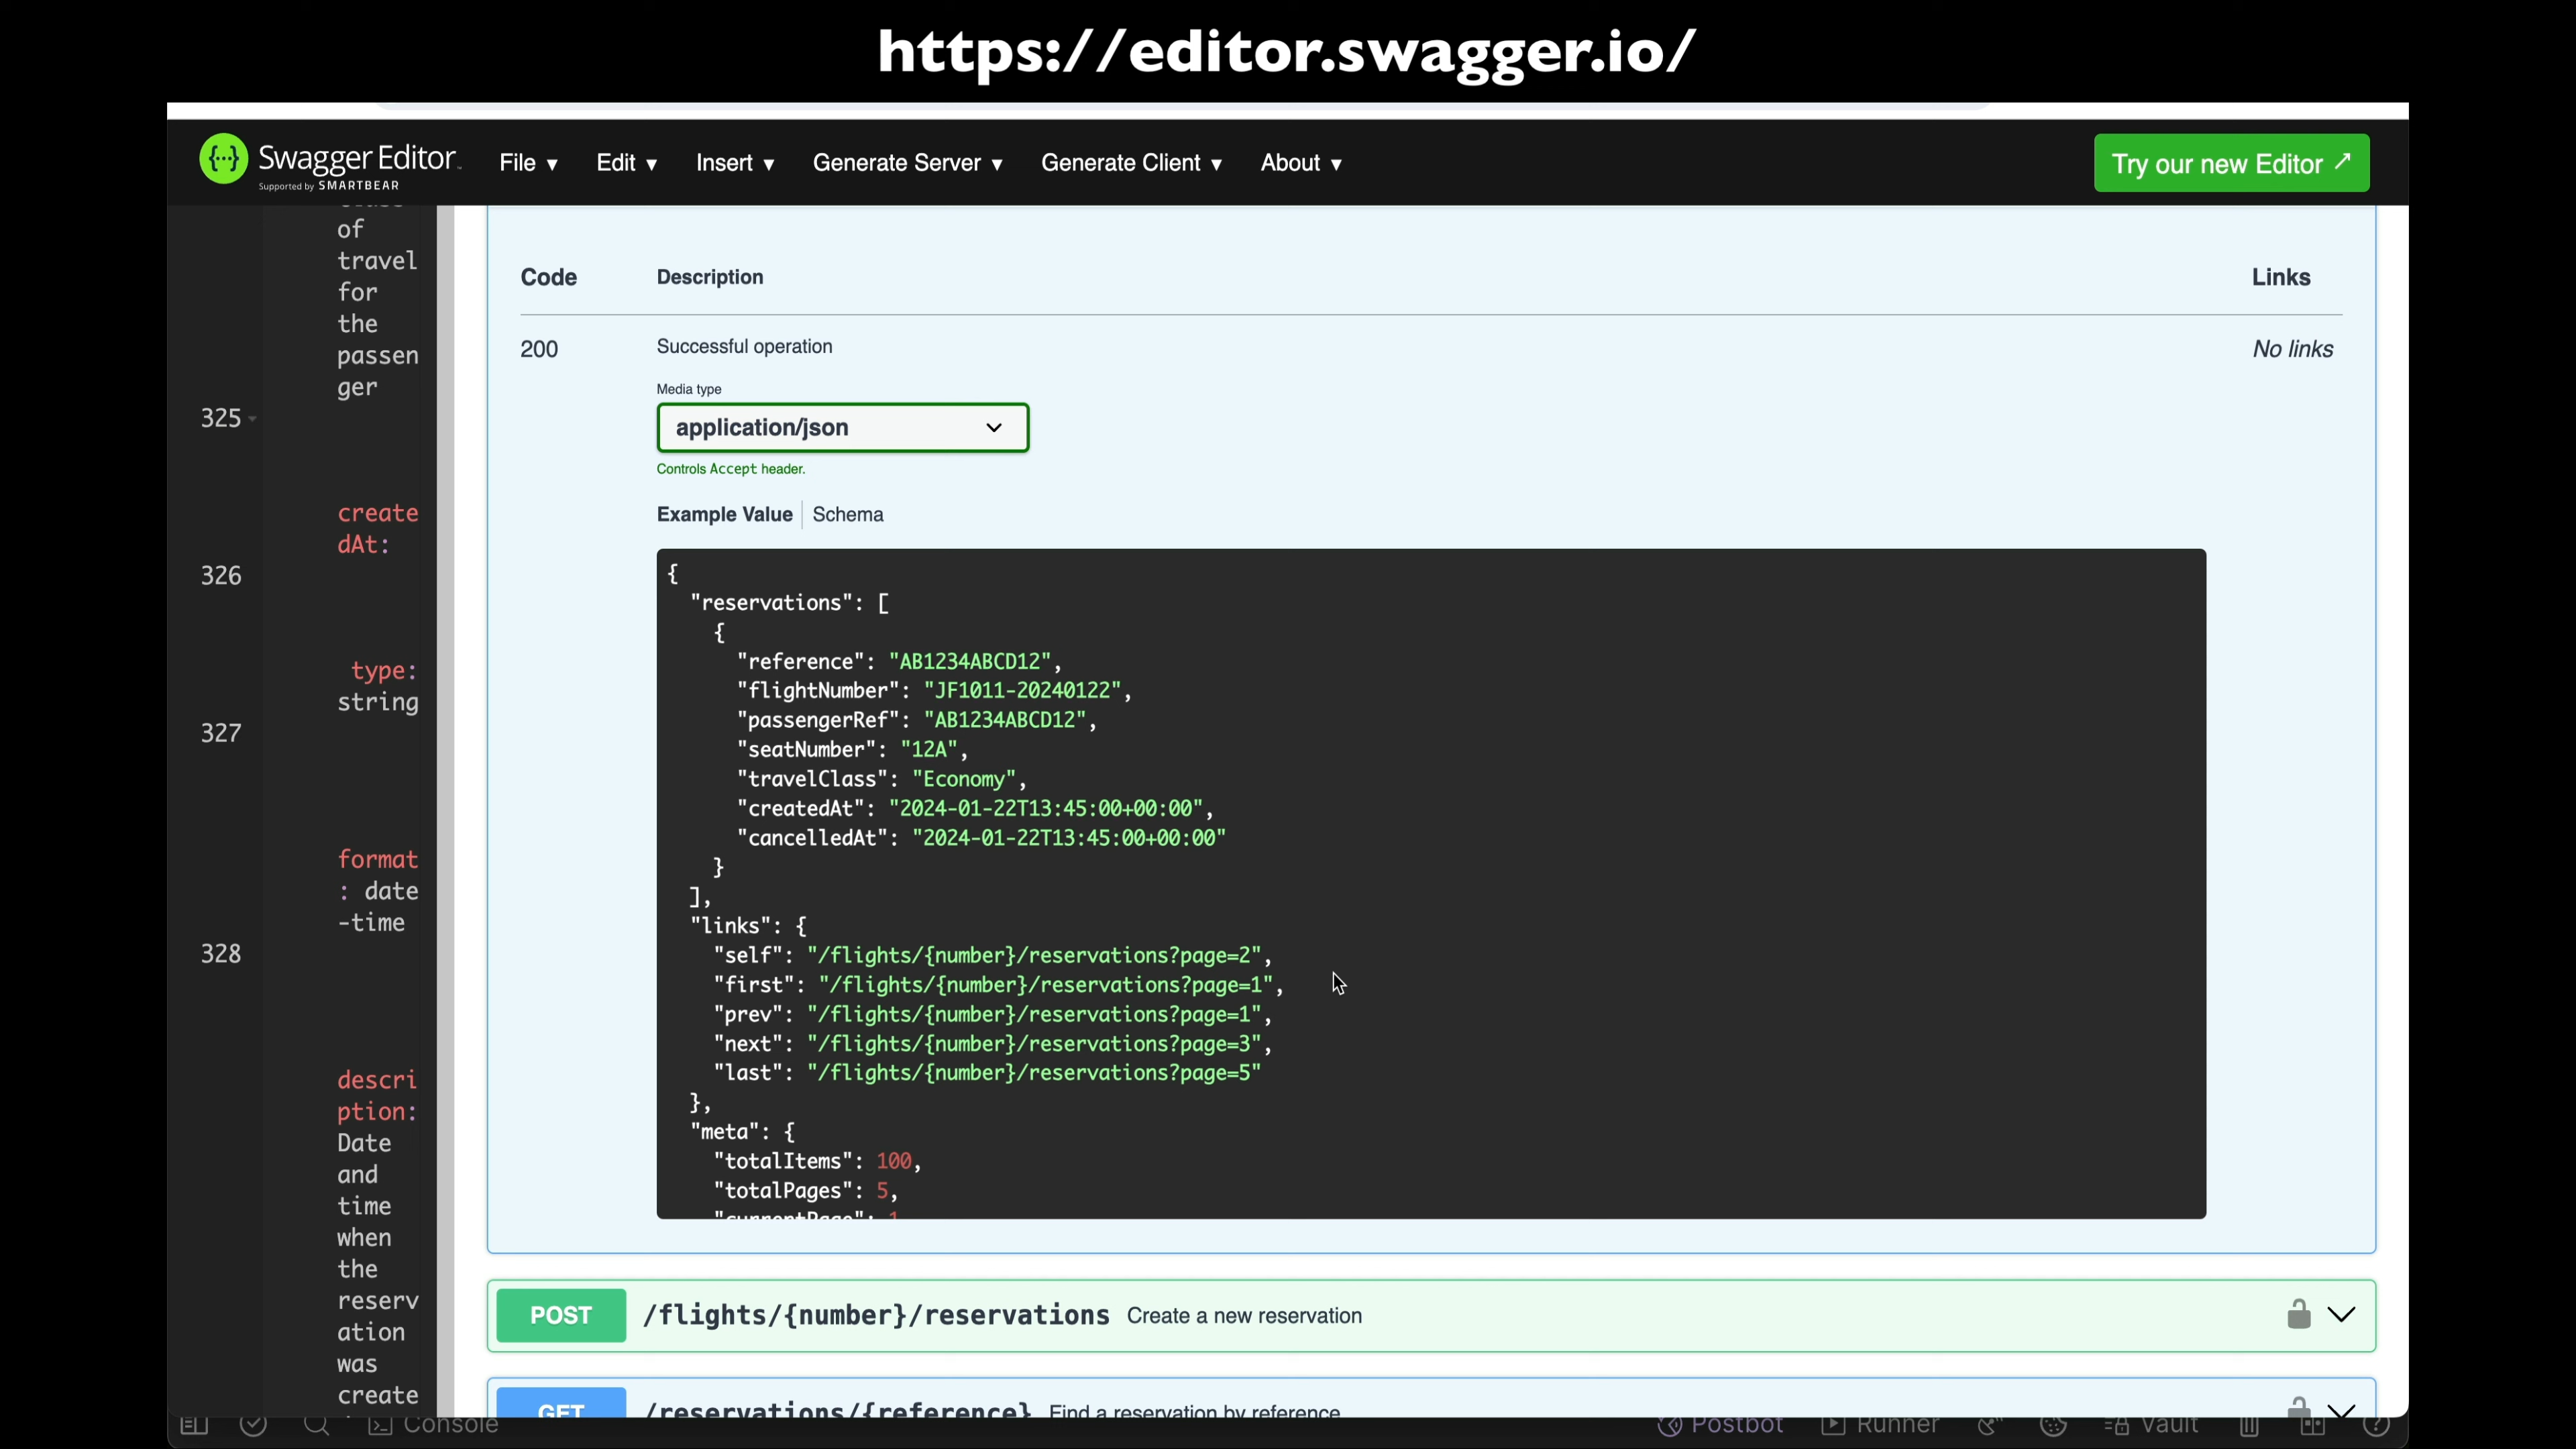 https://editor.swagger.io/
Swagger Editor
Supported by SMARTBEAR
File ▾ Edit ▾ Insert ▾ Generate Server ▾ Generate Client ▾ About ▾
Try our new Editor ↗
of
travel
for
the
passen
ger
325
create
dAt:
326
type:
string
327
format
: date
-time
328
descri
ption:
Date
and
time
when
the
reserv
ation
was
create
Code Description Links
200 Successful operation No links
Media type
application/json
Controls Accept header.
Example Value Schema
{
"reservations": [
{
"reference": "AB1234ABCD12",
"flightNumber": "JF1011-20240122",
"passengerRef": "AB1234ABCD12",
"seatNumber": "12A",
"travelClass": "Economy",
"createdAt": "2024-01-22T13:45:00+00:00",
"cancelledAt": "2024-01-22T13:45:00+00:00"
}
],
"links": {
"self": "/flights/{number}/reservations?page=2",
"first": "/flights/{number}/reservations?page=1",
"prev": "/flights/{number}/reservations?page=1",
"next": "/flights/{number}/reservations?page=3",
"last": "/flights/{number}/reservations?page=5"
},
"meta": {
"totalItems": 100,
"totalPages": 5,
"currentPage": 1
POST /flights/{number}/reservations Create a new reservation
GET /reservations/{reference} Find a reservation by reference
Console Postbot Runner Vault